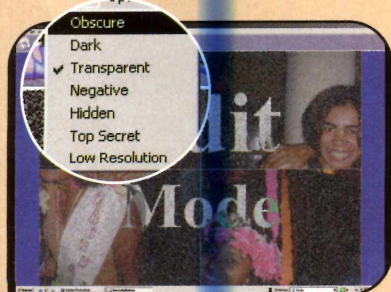 Obscure
Dark
✓ Transparent
Negative
Hidden
Top Secret
Low Resolution
dit
Mode